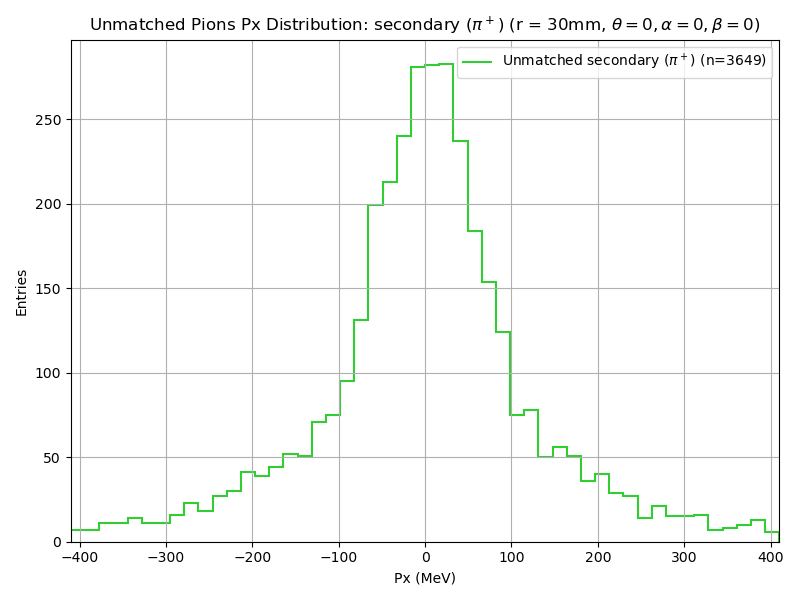 Unmatched Pions Px Distribution: secondary (π⁺) (r = 30mm, θ = 0, α = 0, β = 0)
Unmatched secondary (π⁺) (n=3649)
250
200
150
100
50
0
Entries
−400 −300 −200 −100 0 100 200 300 400
Px (MeV)